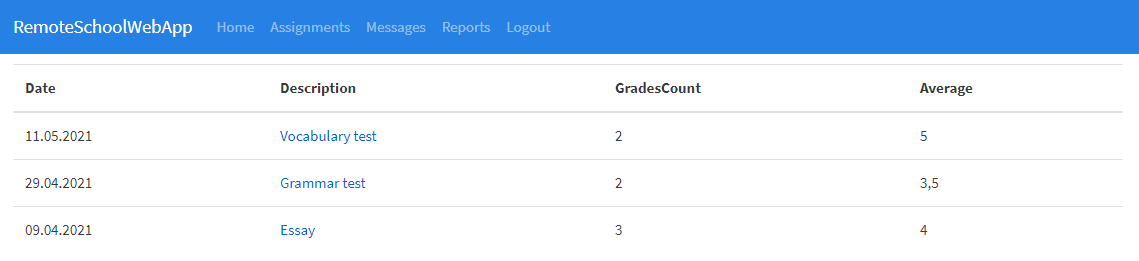 RemoteSchoolWebApp Home Assignments Messages Reports Logout
Date Description GradesCount Average
11.05.2021 Vocabulary test 2 5
29.04.2021 Grammar test 2 3,5
09.04.2021 Essay 3 4